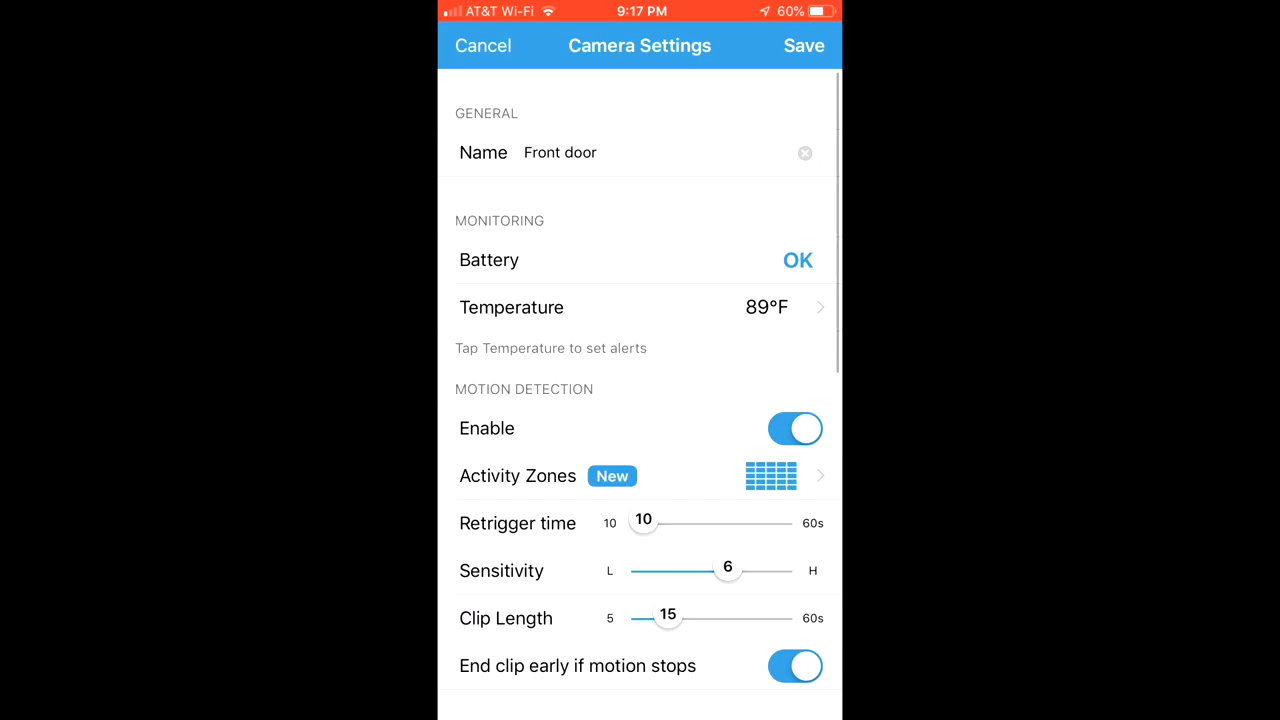 AT&T Wi-Fi 9:17 PM 60%
Cancel Camera Settings Save
GENERAL
Name Front door
MONITORING
Battery OK
Temperature 89°F
Tap Temperature to set alerts
MOTION DETECTION
Enable
Activity Zones New
Retrigger time 10 10 60s
Sensitivity L 6 H
Clip Length 5 15 60s
End clip early if motion stops